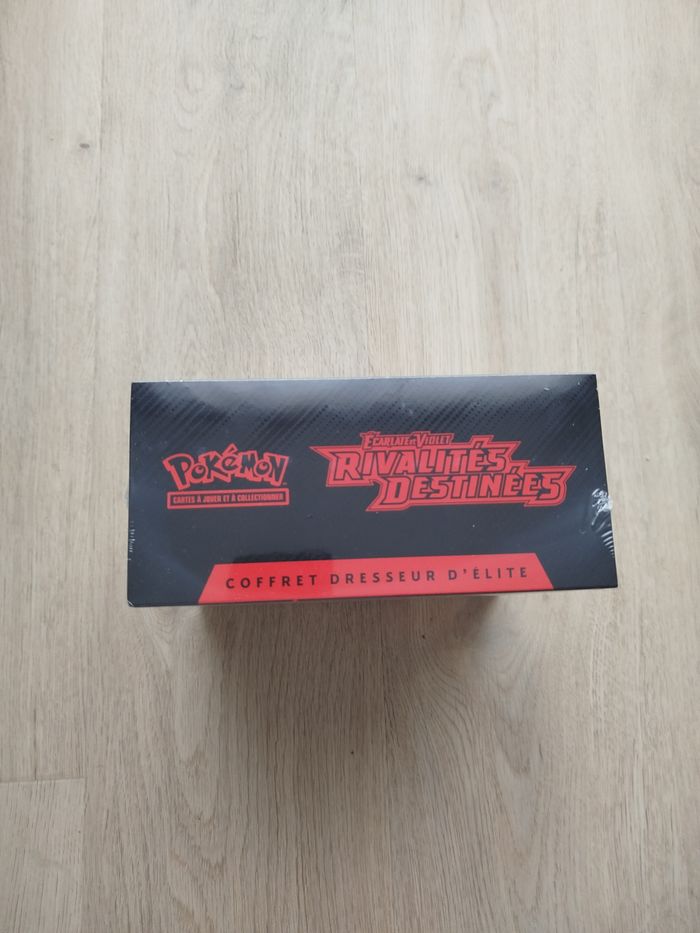 Pokémon
CARTES À JOUER ET À COLLECTIONNER
ÉCARLATE ET VIOLET
RIVALITÉS
DESTINÉES
COFFRET DRESSEUR D'ÉLITE